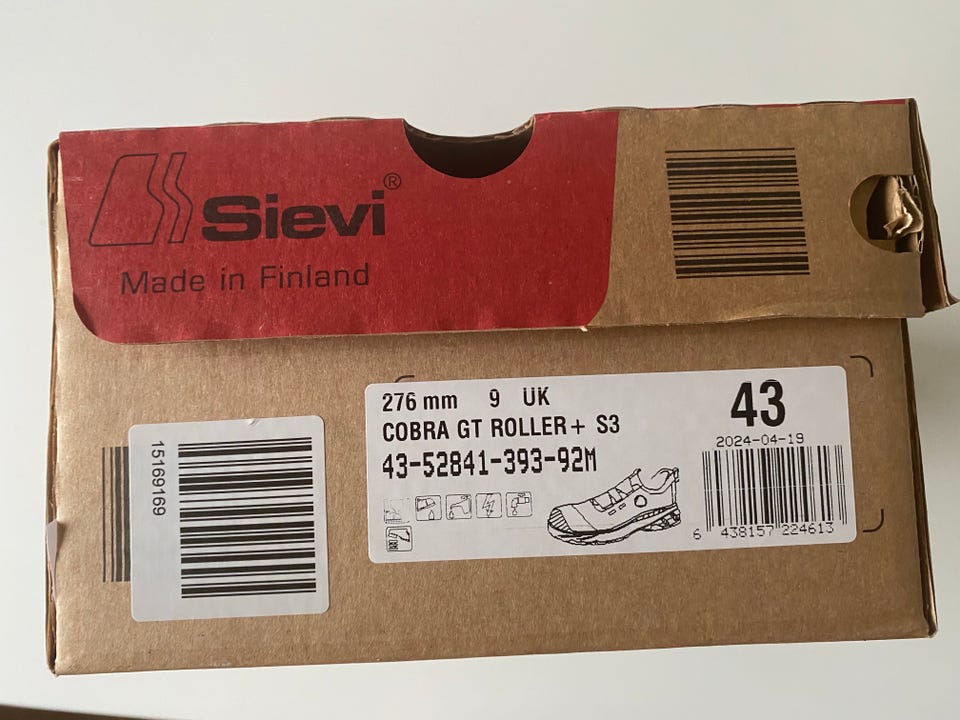 Sievi®
Made in Finland
276 mm 9 UK
43
COBRA GT ROLLER+ S3
2024-04-19
43-52841-393-92M
6 438157 224613
15169169